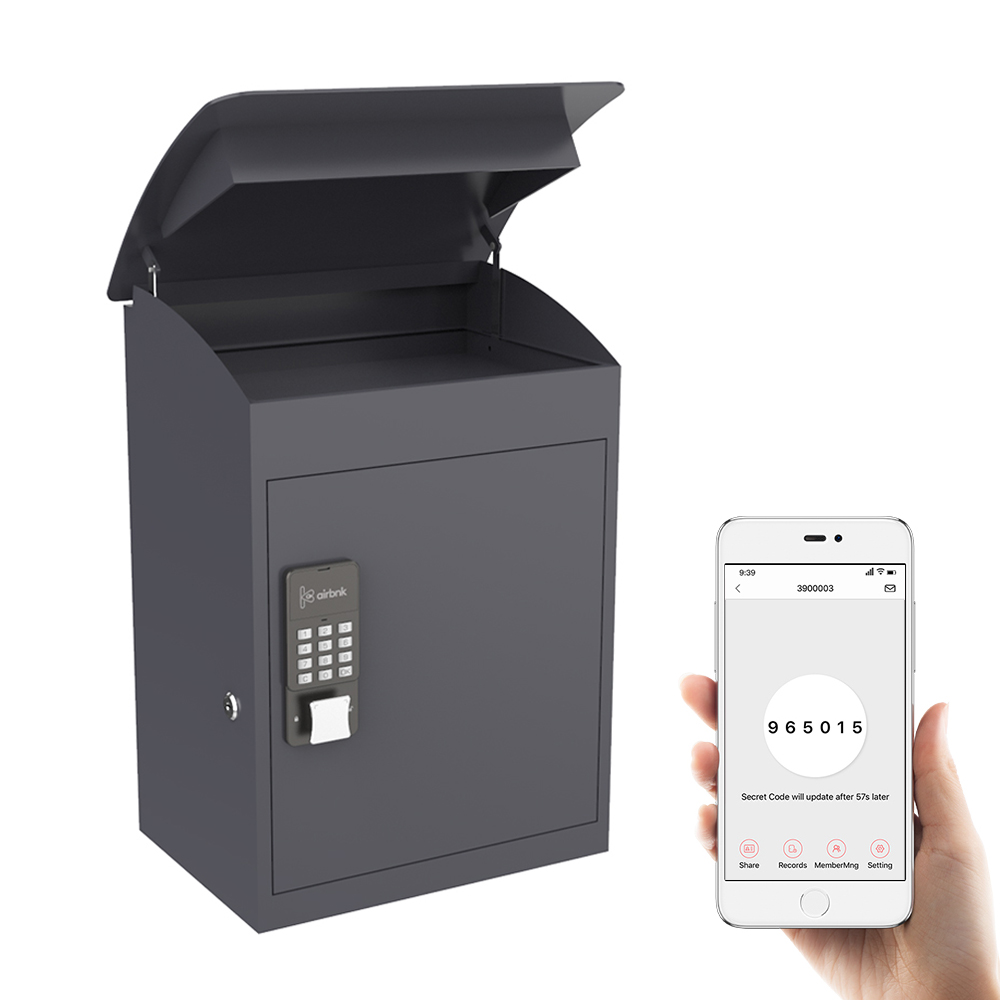 airbnk
1 2 3
4 5 6
7 8 9
C 0 OK
9:39
3900003
965015
Secret Code will update after 57s later
Share Records MemberMng Setting